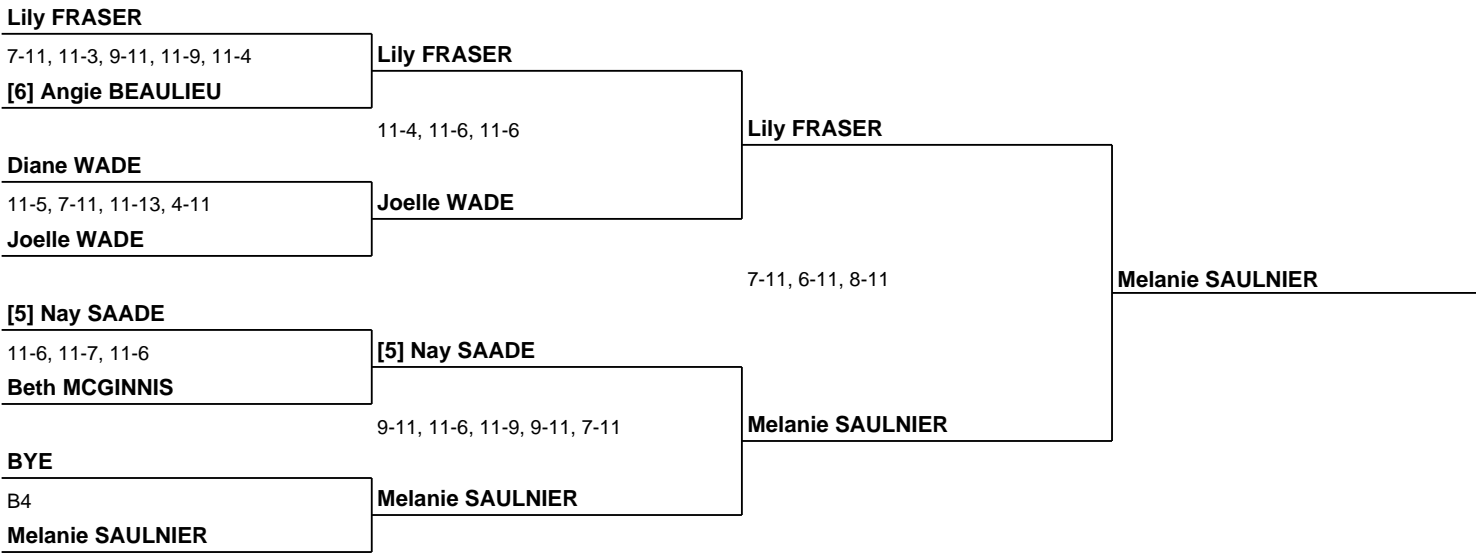 Lily FRASER
7-11, 11-3, 9-11, 11-9, 11-4
Lily FRASER
[6] Angie BEAULIEU
11-4, 11-6, 11-6
Lily FRASER
Diane WADE
11-5, 7-11, 11-13, 4-11
Joelle WADE
Joelle WADE
7-11, 6-11, 8-11
Melanie SAULNIER
[5] Nay SAADE
11-6, 11-7, 11-6
[5] Nay SAADE
Beth MCGINNIS
9-11, 11-6, 11-9, 9-11, 7-11
Melanie SAULNIER
BYE
B4
Melanie SAULNIER
Melanie SAULNIER